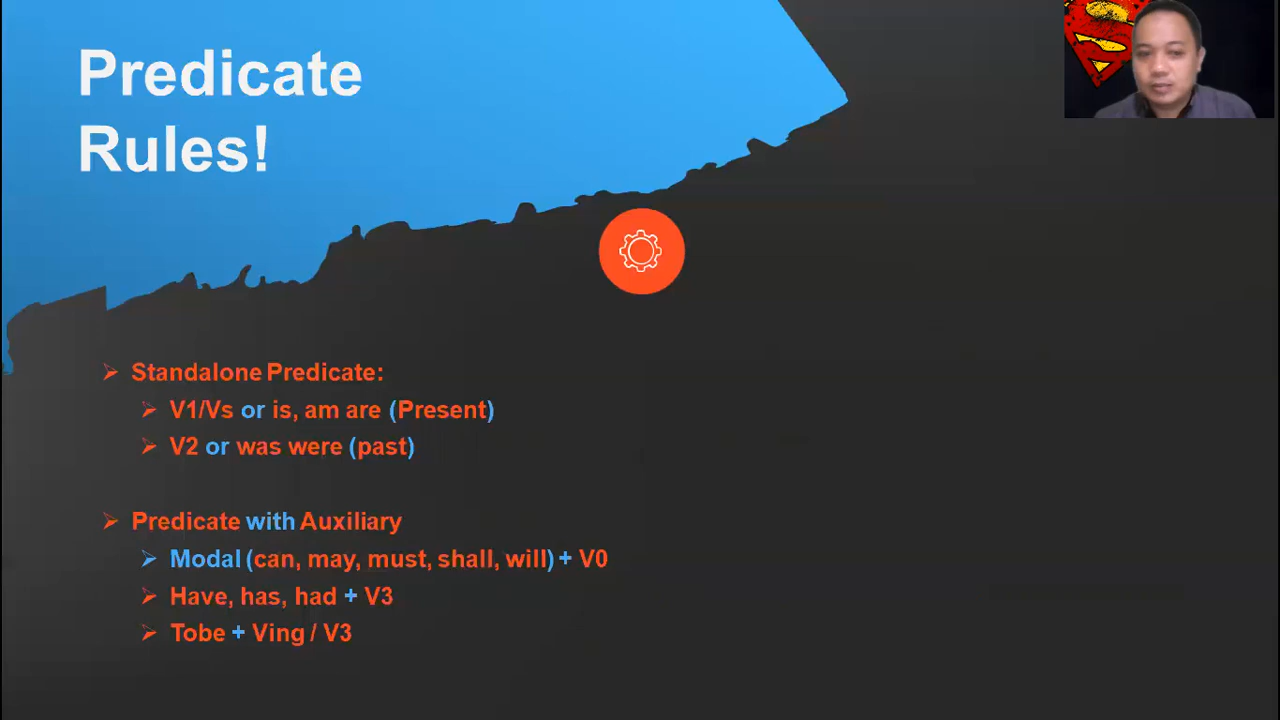 Predicate
Rules!
Standalone Predicate:
V1/Vs or is, am are (Present)
V2 or was were (past)
Predicate with Auxiliary
Modal (can, may, must, shall, will) + V0
Have, has, had + V3
Tobe + Ving / V3